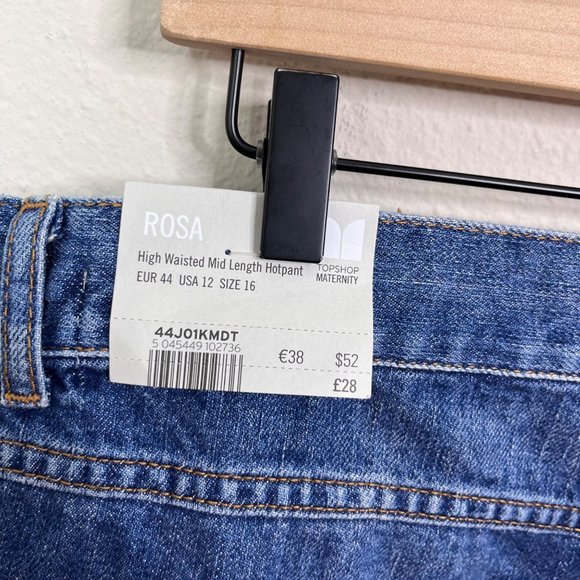 ROSA
High Waisted Mid Length Hotpant
TOPSHOP
MATERNITY
EUR 44 USA 12 SIZE 16
44J01KMDT
5 045449 102736
€38 $52
£28